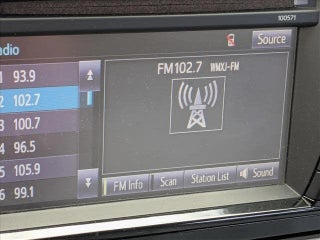 100571
adio
Source
FM102.7 WMXJ-FM
1 93.9
2 102.7
3 100.7
4 96.5
5 105.9
6 99.1
FM Info
Scan
Station List
Sound